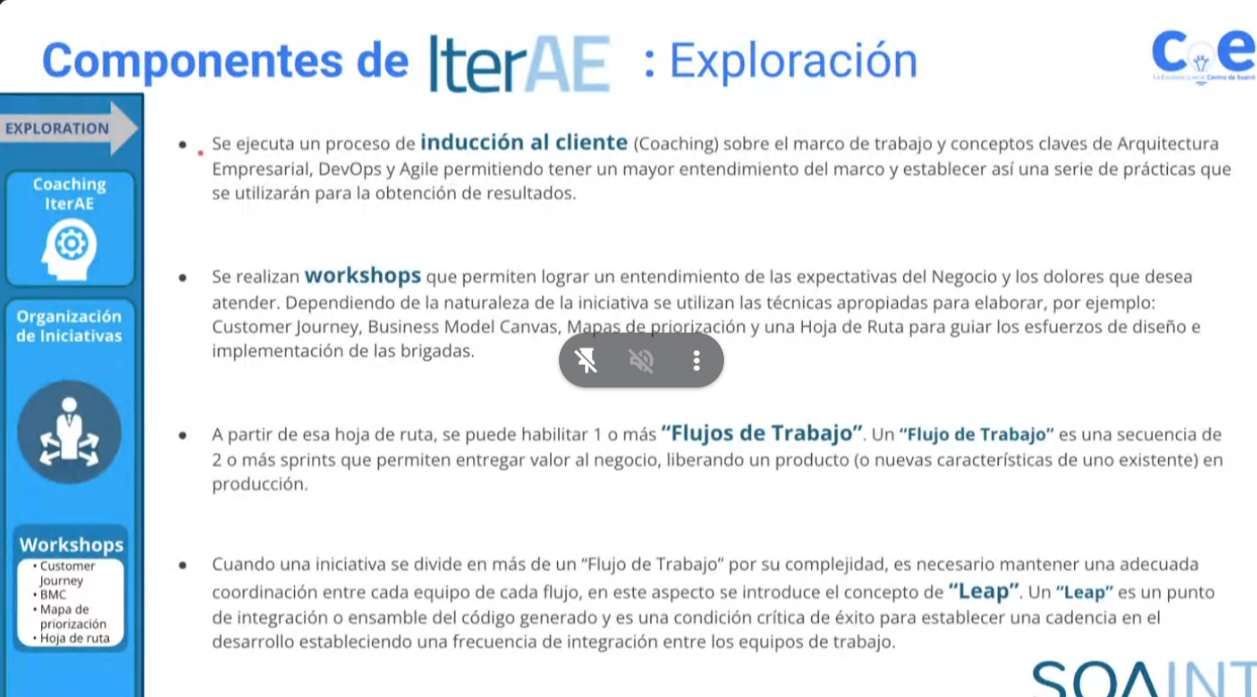 Componentes de IterAE : Exploración
EXPLORATION
Coaching
IterAE
Organización
de Iniciativas
Workshops
• Customer
Journey
• BMC
• Mapa de
priorización
• Hoja de ruta
• Se ejecuta un proceso de inducción al cliente (Coaching) sobre el marco de trabajo y conceptos claves de Arquitectura
Empresarial, DevOps y Agile permitiendo tener un mayor entendimiento del marco y establecer así una serie de prácticas que
se utilizarán para la obtención de resultados.
• Se realizan workshops que permiten lograr un entendimiento de las expectativas del Negocio y los dolores que desea
atender. Dependiendo de la naturaleza de la iniciativa se utilizan las técnicas apropiadas para elaborar, por ejemplo:
Customer Journey, Business Model Canvas, Mapas de priorización y una Hoja de Ruta para guiar los esfuerzos de diseño e
implementación de las brigadas.
• A partir de esa hoja de ruta, se puede habilitar 1 o más “Flujos de Trabajo”. Un “Flujo de Trabajo” es una secuencia de
2 o más sprints que permiten entregar valor al negocio, liberando un producto (o nuevas características de uno existente) en
producción.
• Cuando una iniciativa se divide en más de un “Flujo de Trabajo” por su complejidad, es necesario mantener una adecuada
coordinación entre cada equipo de cada flujo, en este aspecto se introduce el concepto de “Leap”. Un “Leap” es un punto
de integración o ensamble del código generado y es una condición crítica de éxito para establecer una cadencia en el
desarrollo estableciendo una frecuencia de integración entre los equipos de trabajo.
SOAINT